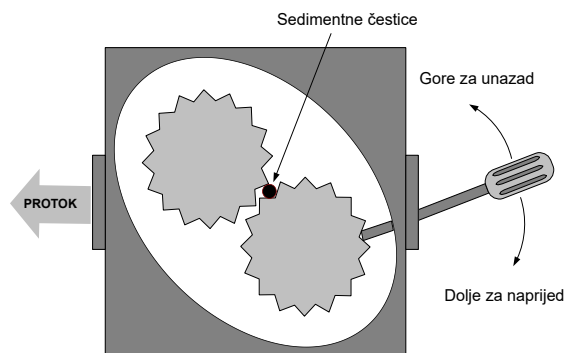 Sedimentne čestice
Gore za unazad
PROTOK
Dolje za naprijed